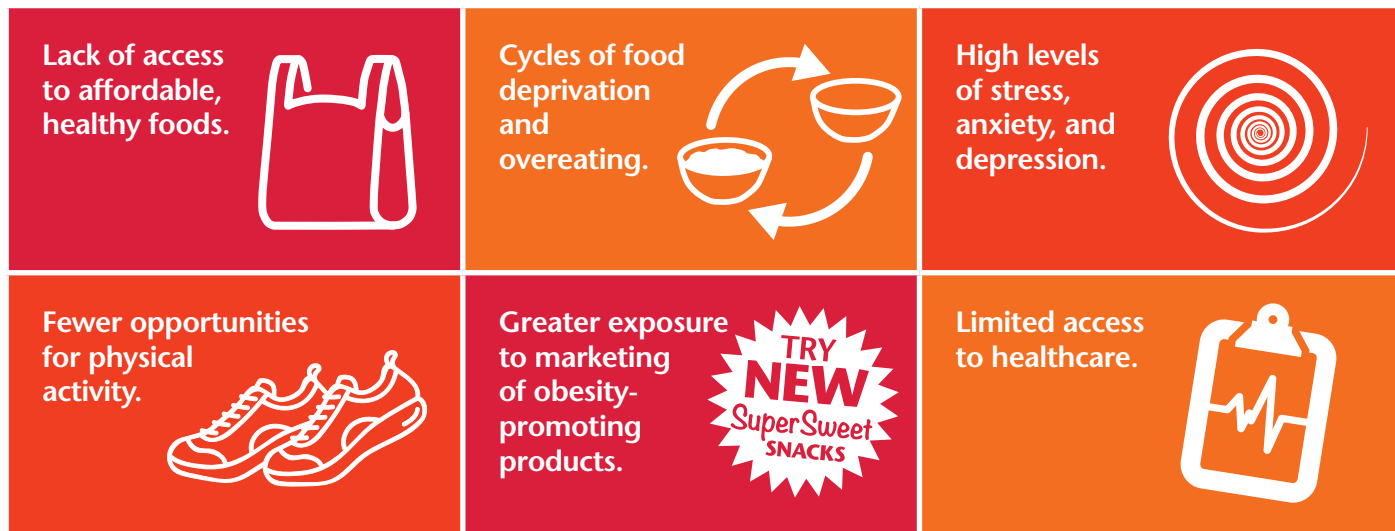 Lack of access
to affordable,
healthy foods.
Cycles of food
deprivation
and
overeating.
High levels
of stress,
anxiety, and
depression.
Fewer opportunities
for physical
activity.
Greater exposure
to marketing
of obesity-
promoting
products.
TRY
NEW
SuperSweet
SNACKS
Limited access
to healthcare.